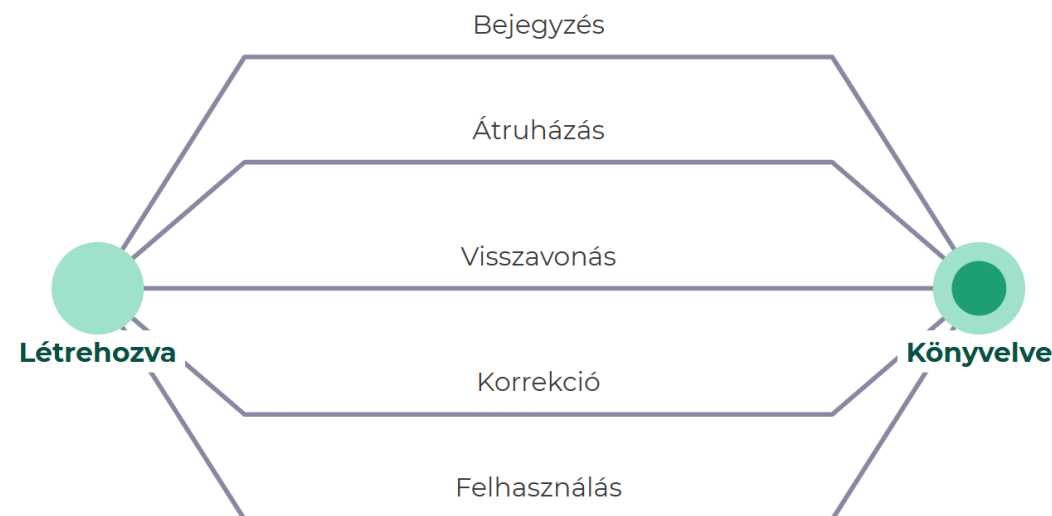 Bejegyzés
Átruházás
Visszavonás
Létrehozva
Könyvelve
Korrekció
Felhasználás